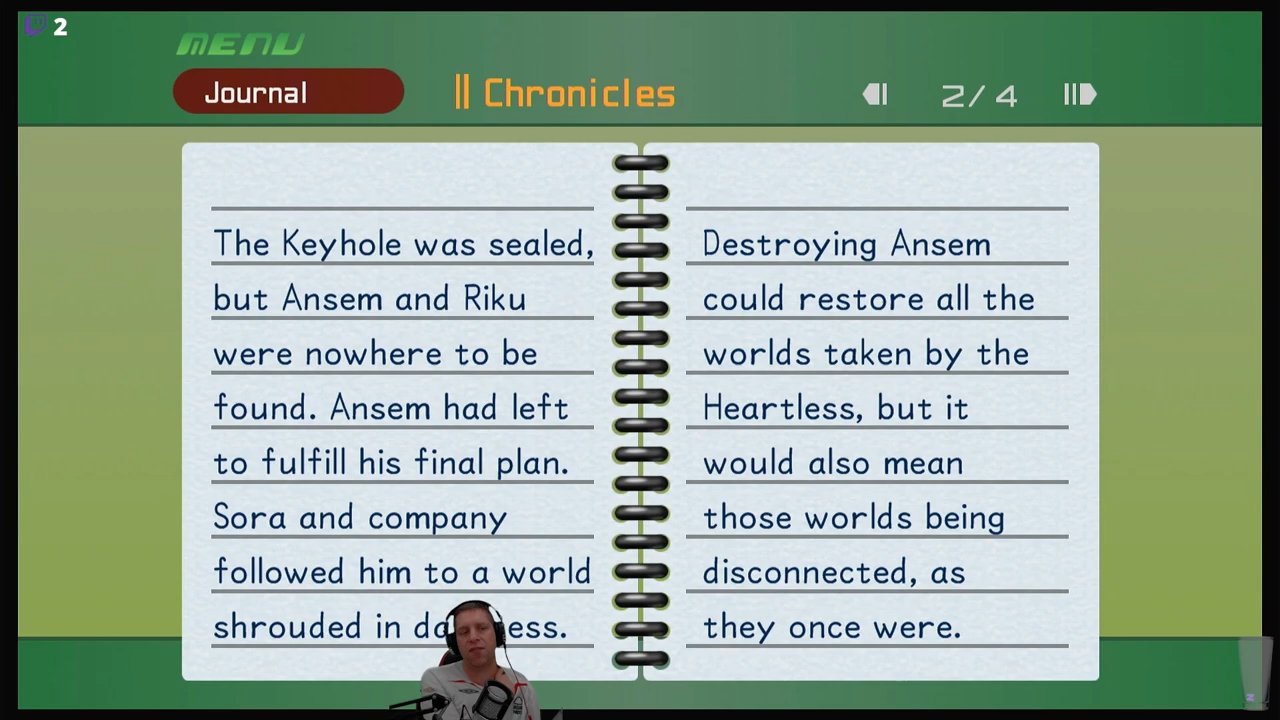 2
MENU
Journal
Chronicles
2/4
The Keyhole was sealed,
but Ansem and Riku
were nowhere to be
found. Ansem had left
to fulfill his final plan.
Sora and company
followed him to a world
shrouded in
Destroying Ansem
could restore all the
worlds taken by the
Heartless, but it
would also mean
those worlds being
disconnected, as
they once were.